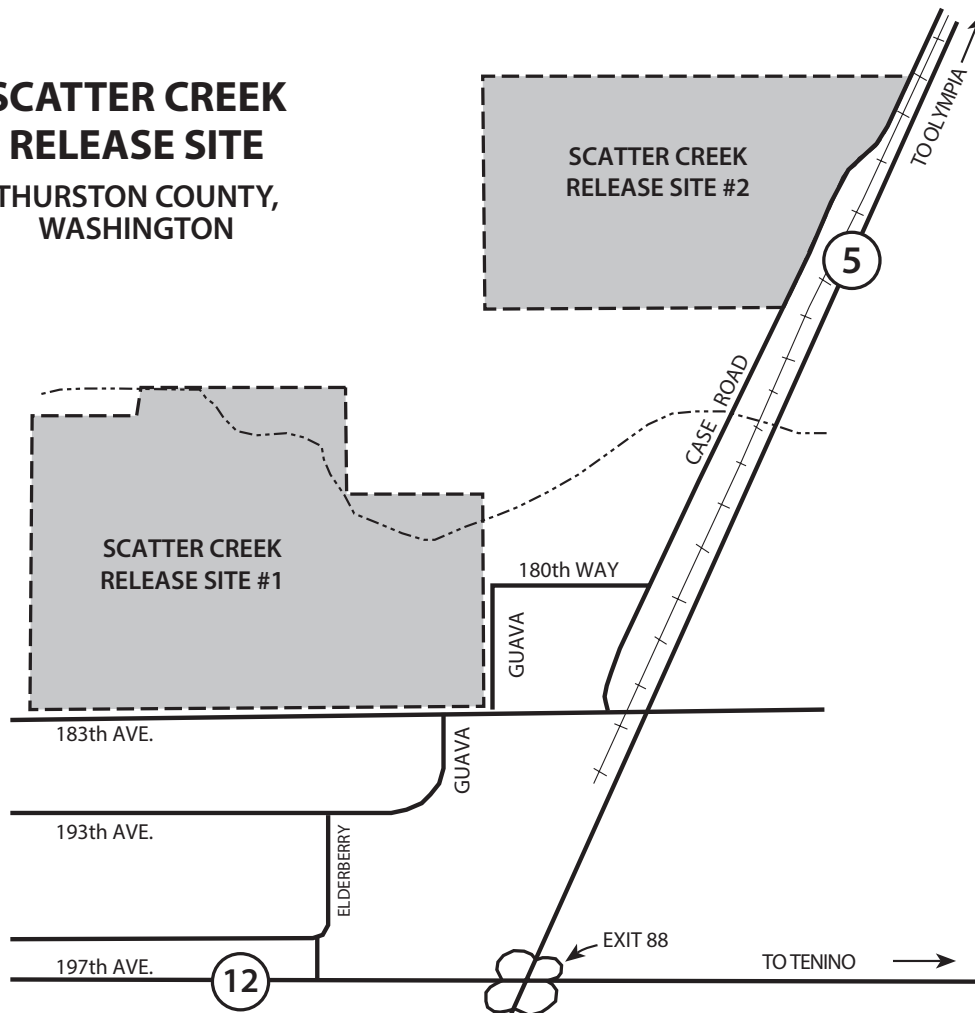 SCATTER CREEK
RELEASE SITE
THURSTON COUNTY,
WASHINGTON
SCATTER CREEK
RELEASE SITE #2
TO OLYMPIA
5
CASE ROAD
SCATTER CREEK
RELEASE SITE #1
180th WAY
GUAVA
183th AVE.
GUAVA
193th AVE.
ELDERBERRY
EXIT 88
197th AVE.
12
TO TENINO